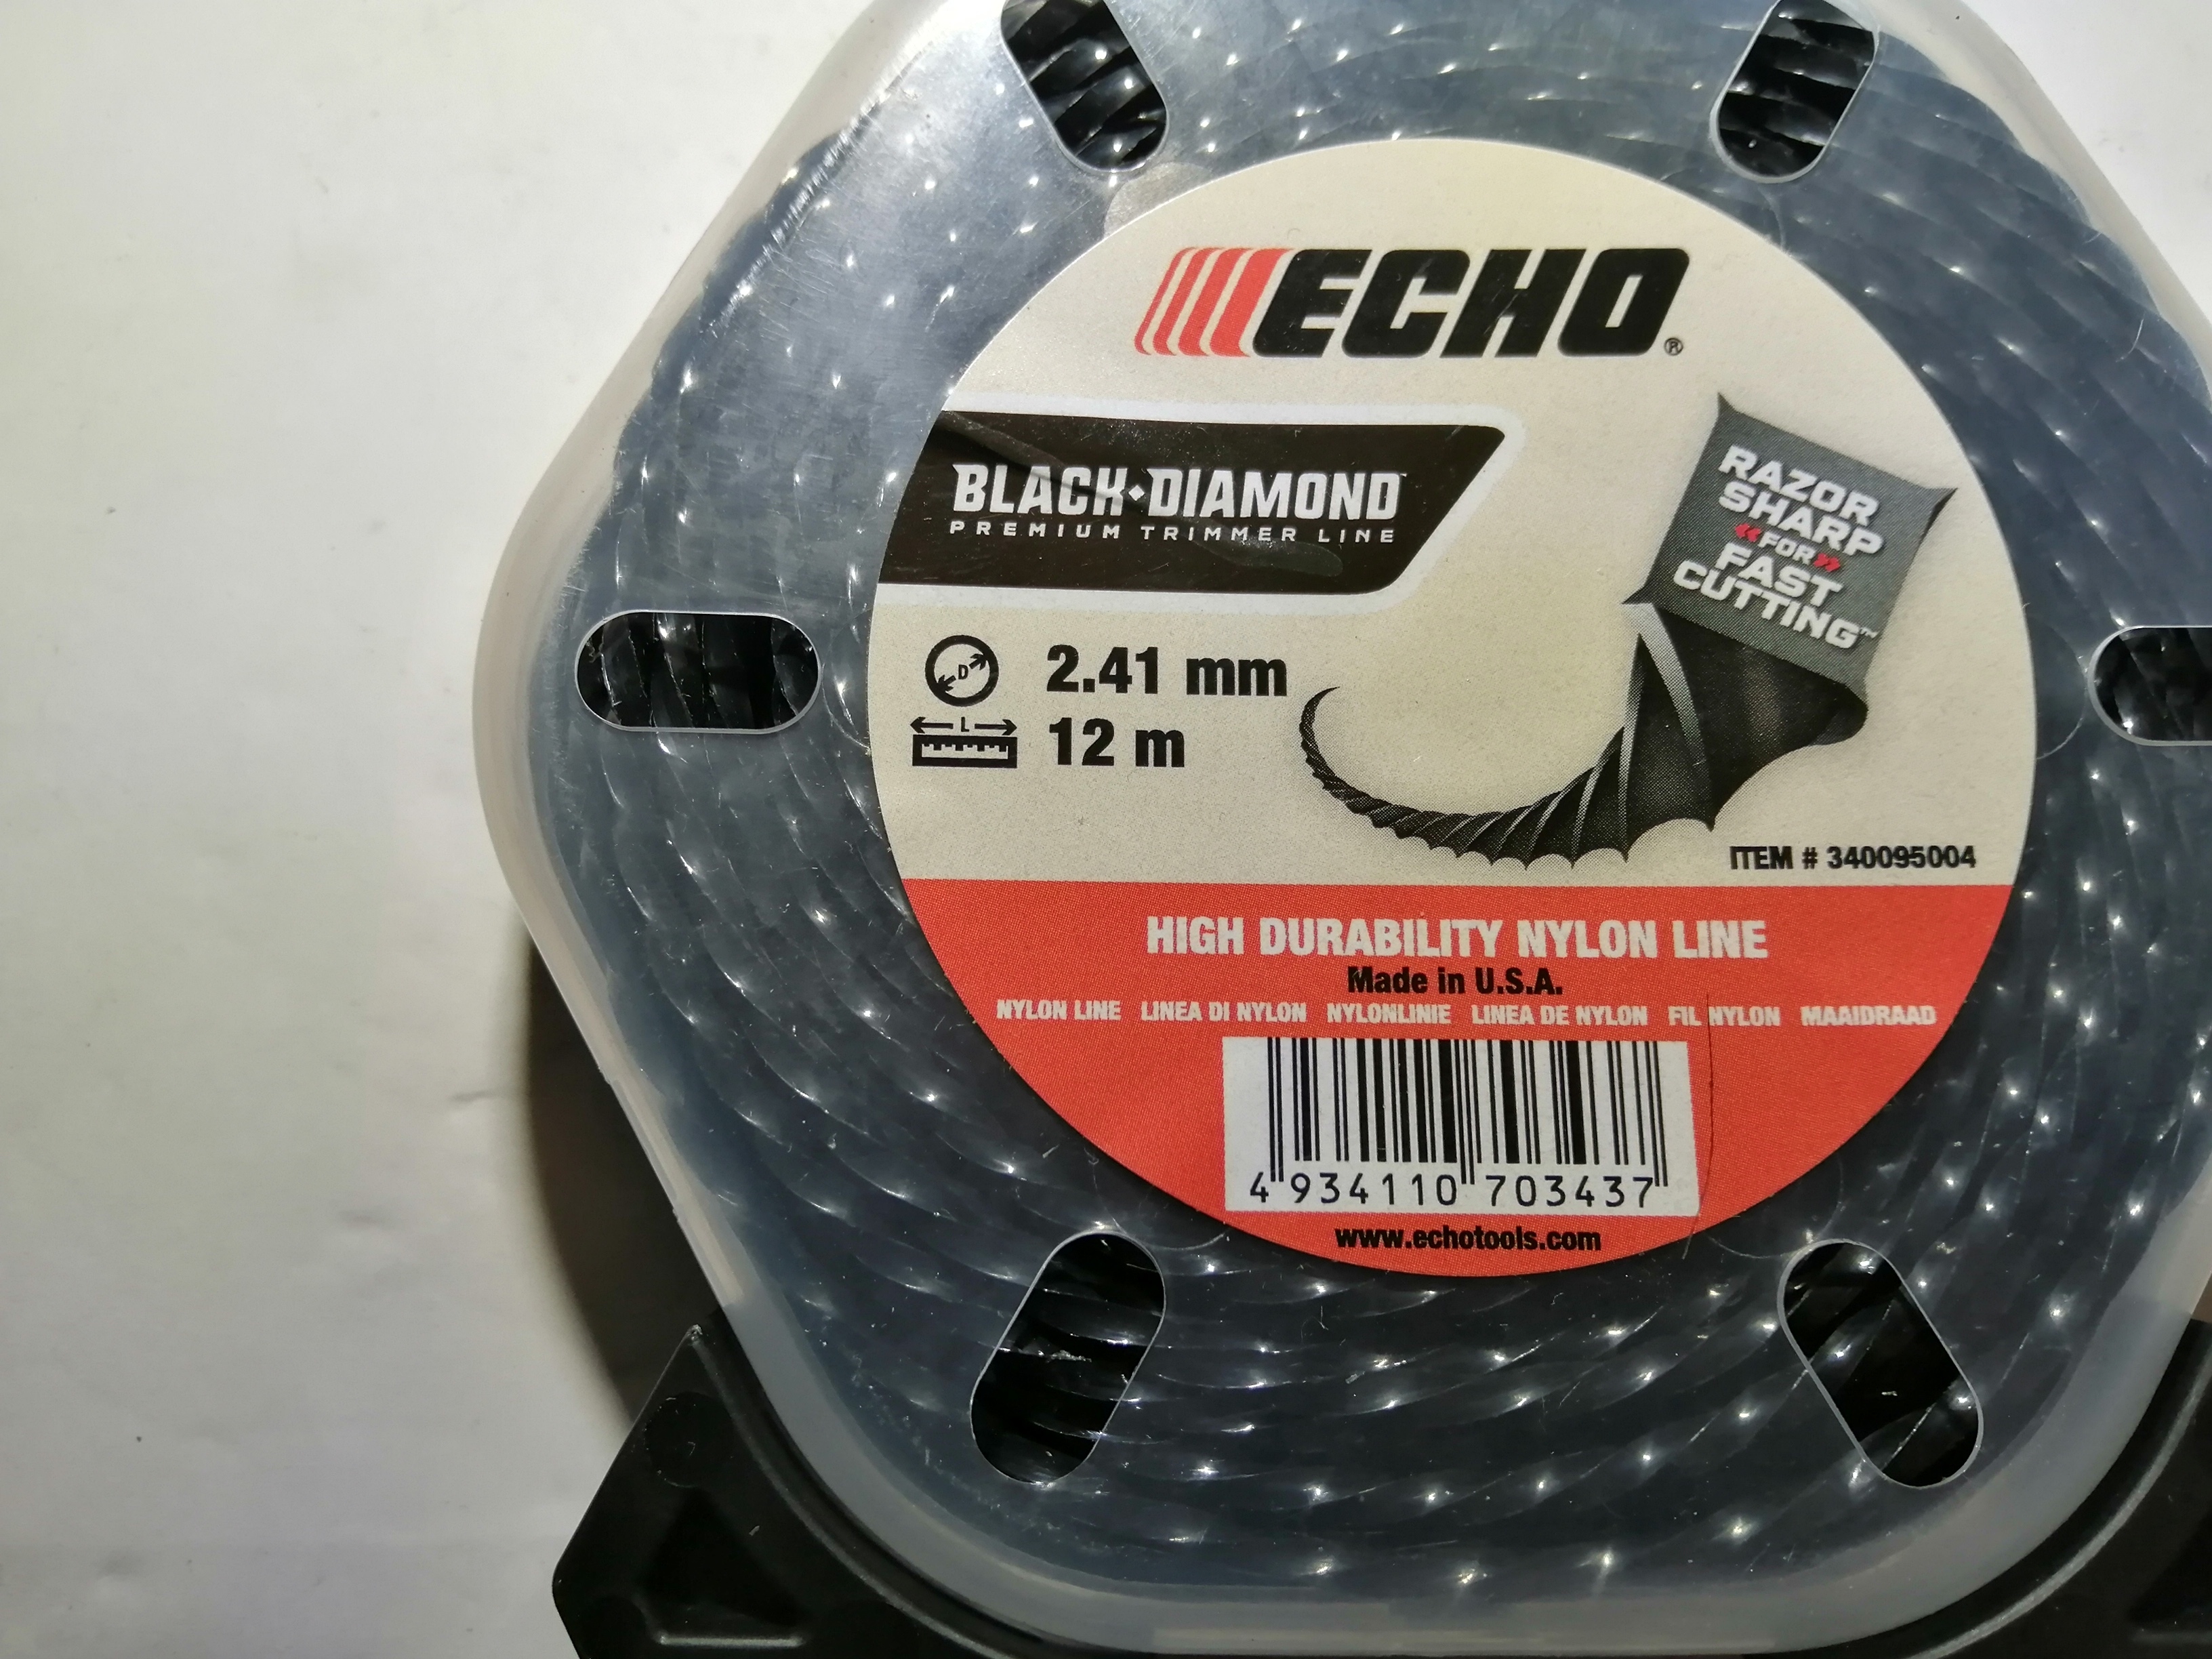 ECHO®
BLACK♦DIAMOND™
PREMIUM TRIMMER LINE
RAZOR
SHARP
«FOR»
FAST
CUTTING™
D 2.41 mm
L 12 m
ITEM # 340095004
HIGH DURABILITY NYLON LINE
Made in U.S.A.
NYLON LINE LINEA DI NYLON NYLONLINIE LINEA DE NYLON FIL NYLON MAAIDRAAD
4 934110 703437
www.echotools.com